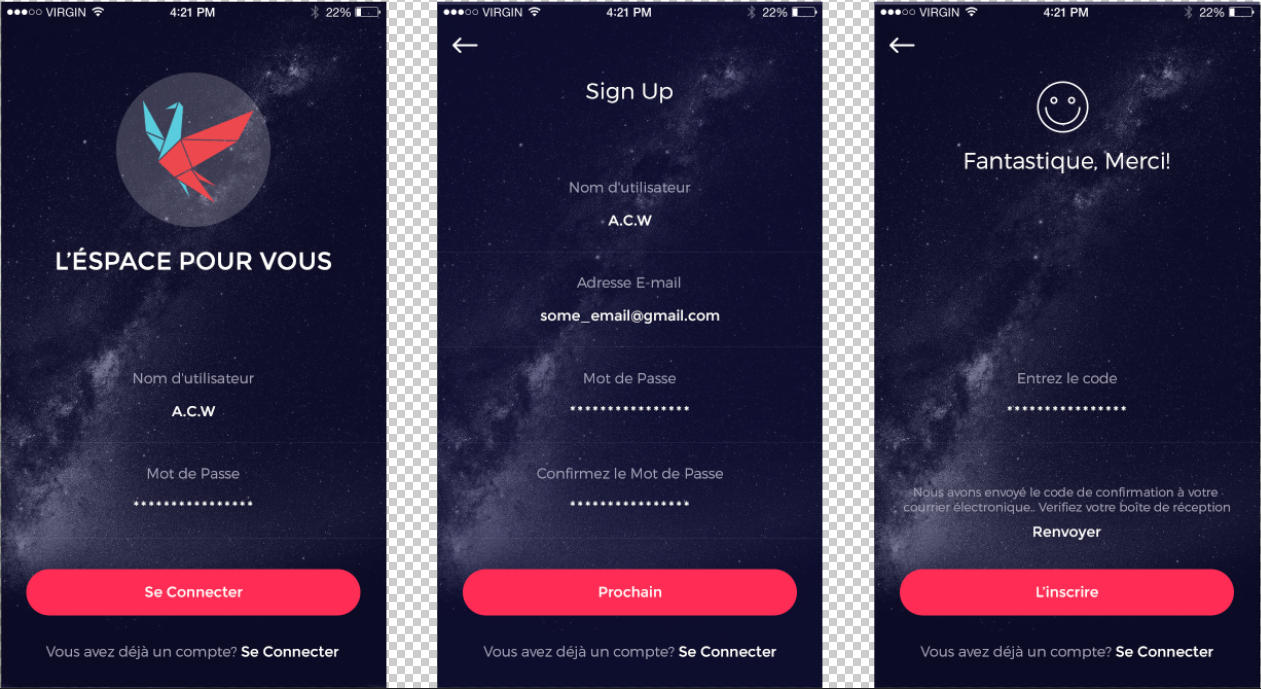 VIRGIN 4:21 PM 22%
L'ÉSPACE POUR VOUS
Nom d'utilisateur
A.C.W
Mot de Passe
****************
Se Connecter
Vous avez déjà un compte? Se Connecter
VIRGIN 4:21 PM 22%
Sign Up
Nom d'utilisateur
A.C.W
Adresse E-mail
some_email@gmail.com
Mot de Passe
****************
Confirmez le Mot de Passe
****************
Prochain
Vous avez déjà un compte? Se Connecter
VIRGIN 4:21 PM 22%
Fantastique, Merci!
Entrez le code
****************
Nous avons envoyé le code de confirmation à votre
courrier électronique.. Verifiez votre boîte de réception
Renvoyer
L'inscrire
Vous avez déjà un compte? Se Connecter